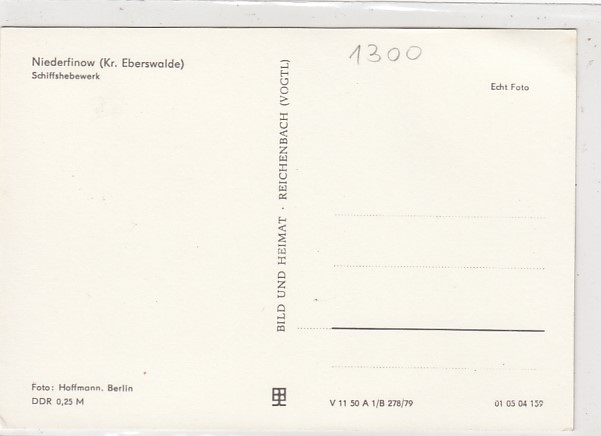 Niederfinow (Kr. Eberswalde)
Schiffshebewerk
Foto: Hoffmann, Berlin
DDR 0,25 M
BILD UND HEIMAT · REICHENBACH (VOGTL)
1300
Echt Foto
V 11 50 A 1/B 278/79
01 05 04 159